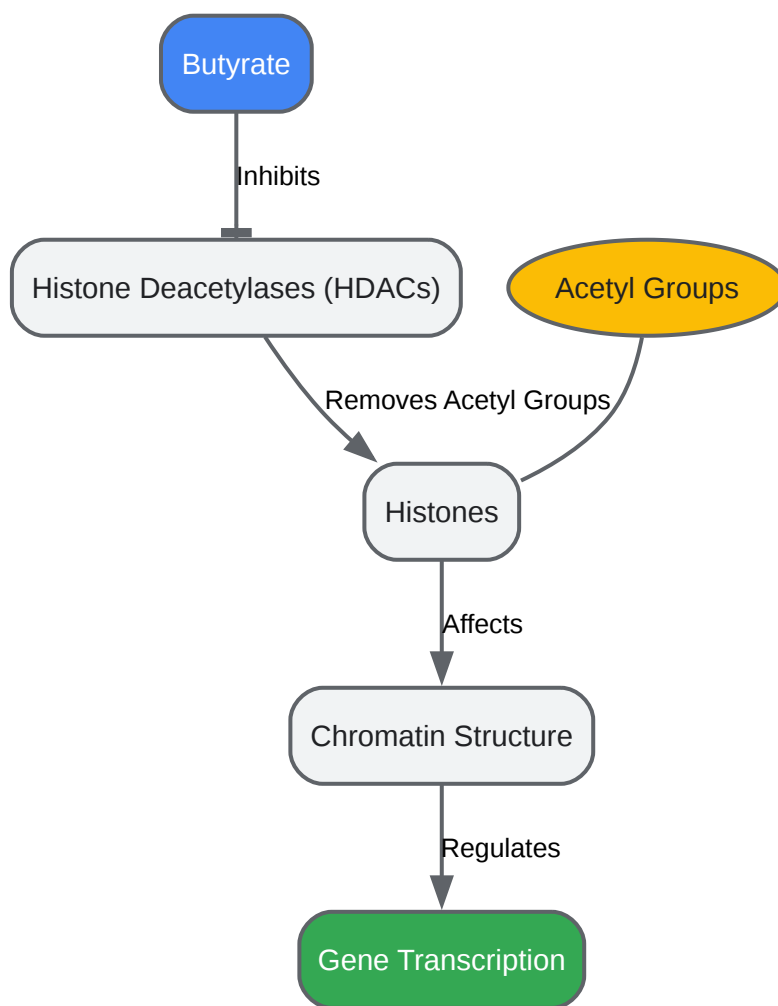 Butyrate
Inhibits
Histone Deacetylases (HDACs)
Acetyl Groups
Removes Acetyl Groups
Histones
Affects
Chromatin Structure
Regulates
Gene Transcription